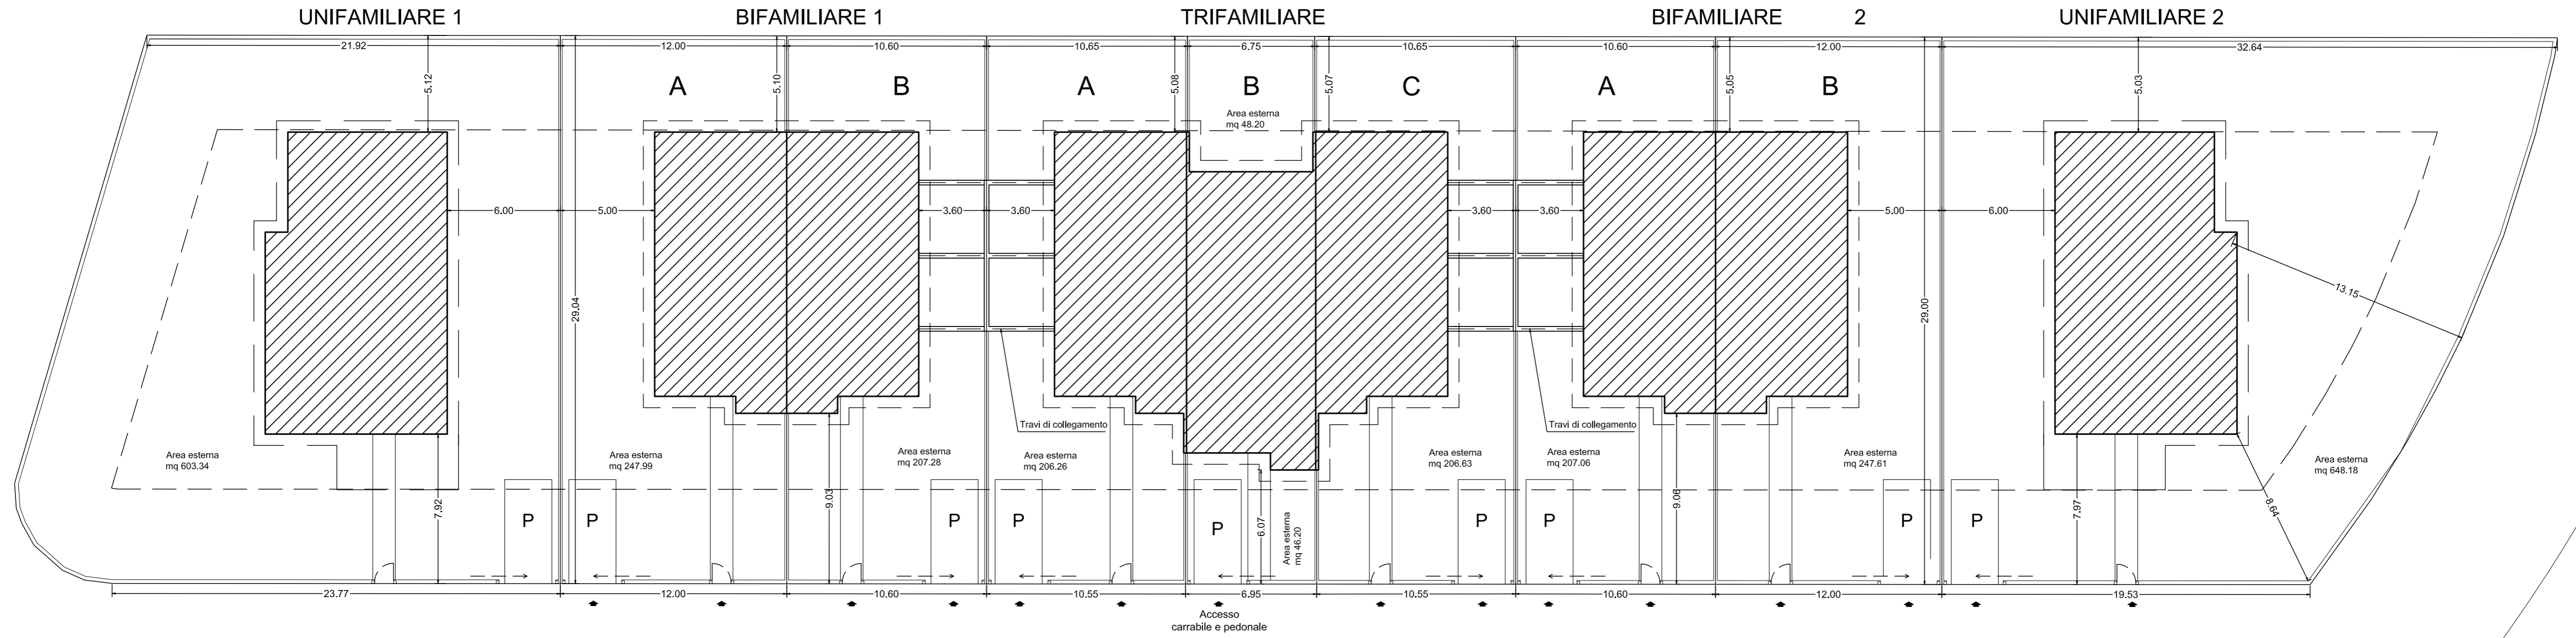 UNIFAMILIARE 1
BIFAMILIARE 1
TRIFAMILIARE
BIFAMILIARE 2
UNIFAMILIARE 2
21.92
12.00
10.60
10.65
6.75
10.65
10.60
12.00
32.64
5.12
5.10
5.08
5.07
5.05
5.03
A
B
A
B
C
A
B
Area esterna
mq 48.20
6.00
5.00
3.60
3.60
3.60
3.60
5.00
6.00
29.04
29.00
13.15
Travi di collegamento
Travi di collegamento
Area esterna
mq 603.34
Area esterna
mq 247.99
Area esterna
mq 207.28
Area esterna
mq 206.26
Area esterna
mq 206.63
Area esterna
mq 207.06
Area esterna
mq 247.61
Area esterna
mq 648.18
7.92
9.03
6.07
Area esterna
mq 46.20
9.06
7.97
8.64
P
P
P
P
P
P
P
P
P
23.77
12.00
10.60
10.55
6.95
10.55
10.60
12.00
19.53
Accesso
carrabile e pedonale